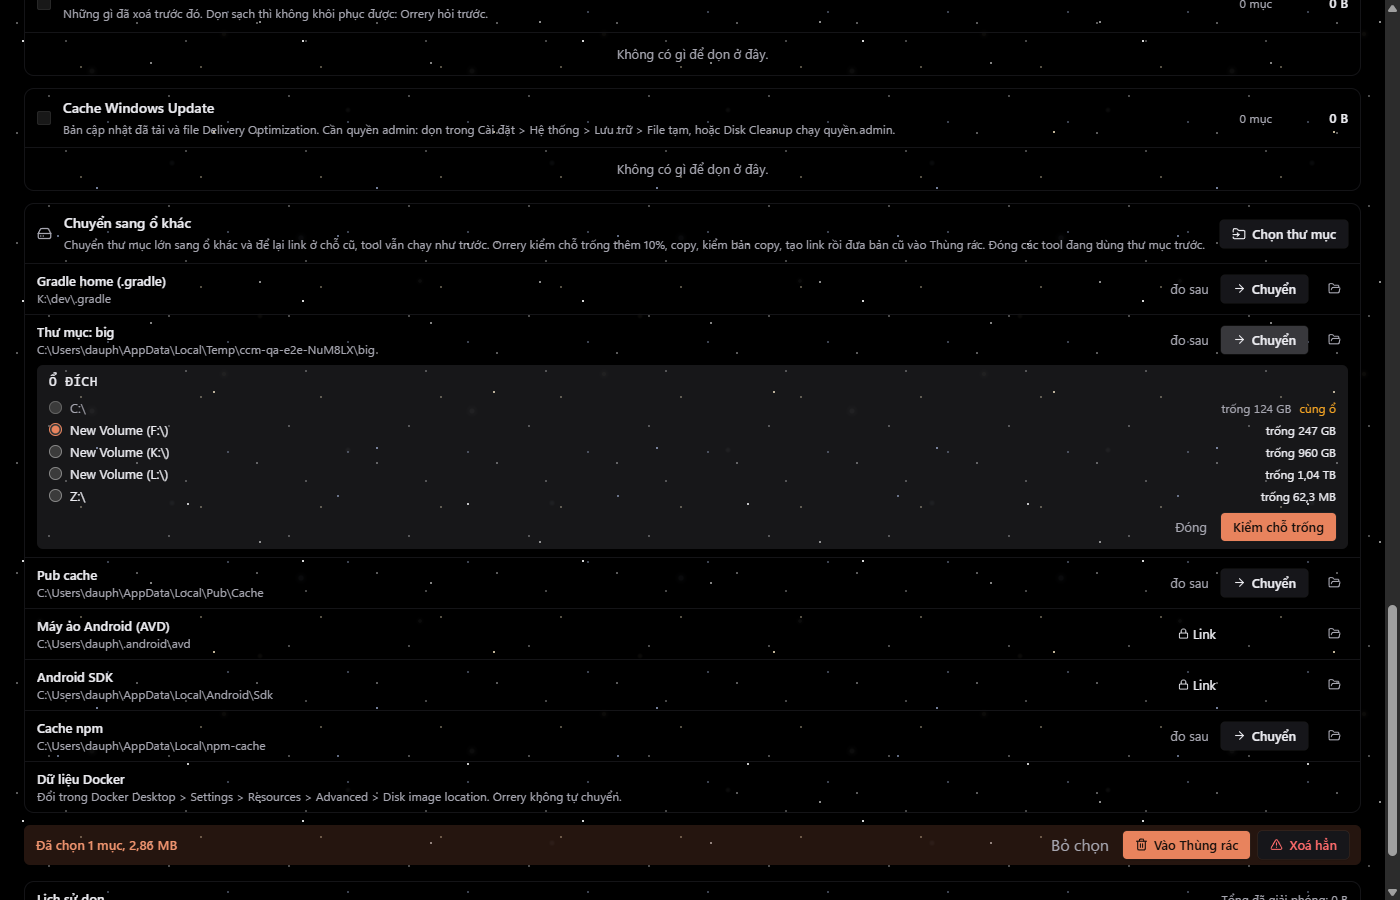 Những gì đã xoá trước đó. Dọn sạch thì không khôi phục được: Orrery hỏi trước.
0 mục
0 B
Không có gì để dọn ở đây.
Cache Windows Update
Bản cập nhật đã tải và file Delivery Optimization. Cần quyền admin: dọn trong Cài đặt > Hệ thống > Lưu trữ > File tạm, hoặc Disk Cleanup chạy quyền admin.
0 mục
0 B
Không có gì để dọn ở đây.
Chuyển sang ổ khác
Chuyển thư mục lớn sang ổ khác và để lại link ở chỗ cũ, tool vẫn chạy như trước. Orrery kiểm chỗ trống thêm 10%, copy, kiểm bản copy, tạo link rồi đưa bản cũ vào Thùng rác. Đóng các tool đang dùng thư mục trước.
Chọn thư mục
Gradle home (.gradle)
K:\dev\.gradle
đo sau
Chuyển
Thư mục: big
C:\Users\dauph\AppData\Local\Temp\ccm-qa-e2e-NuM8LX\big
đo sau
Chuyển
Ổ ĐÍCH
C:\
trống 124 GB cùng ổ
New Volume (F:\)
trống 247 GB
New Volume (K:\)
trống 960 GB
New Volume (L:\)
trống 1,04 TB
Z:\
trống 62,3 MB
Đóng
Kiểm chỗ trống
Pub cache
C:\Users\dauph\AppData\Local\Pub\Cache
đo sau
Chuyển
Máy ảo Android (AVD)
C:\Users\dauph\.android\avd
Link
Android SDK
C:\Users\dauph\AppData\Local\Android\Sdk
Link
Cache npm
C:\Users\dauph\AppData\Local\npm-cache
đo sau
Chuyển
Dữ liệu Docker
Đổi trong Docker Desktop > Settings > Resources > Advanced > Disk image location. Orrery không tự chuyển.
Đã chọn 1 mục, 2,86 MB
Bỏ chọn
Vào Thùng rác
Xoá hẳn
Lịch sử dọn
Tổng đã giải phóng: 0 B